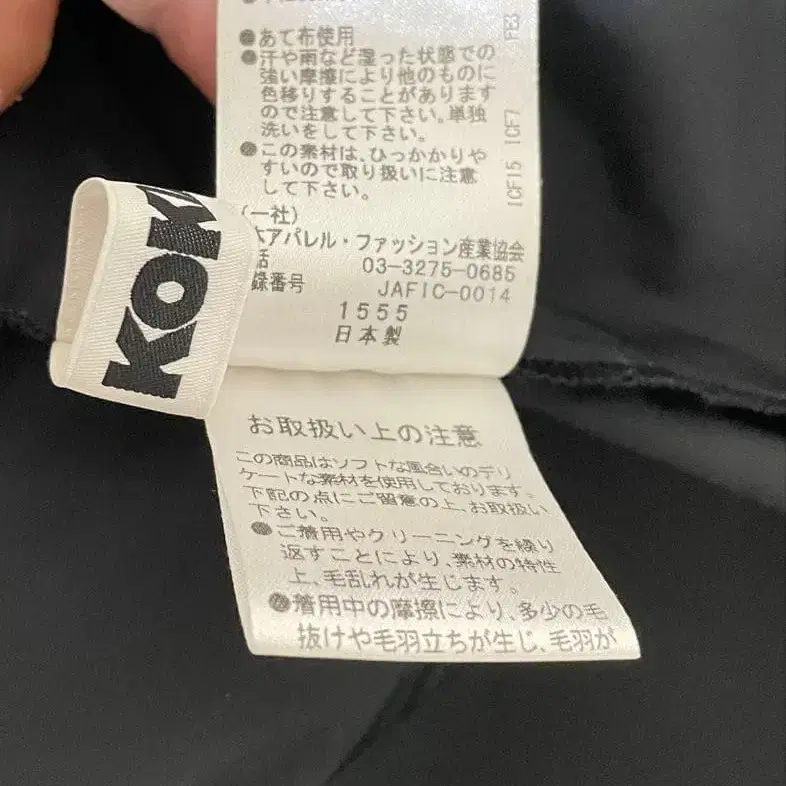 ●あて布使用
●汗や雨など湿った状態での
強い摩擦により他のものに
色移りすることがあります
ので注意して下さい。単独
洗いをして下さい。
●この素材は、ひっかかりや
すいので取り扱いに注意
して下さい。
(一社)
本アパレル・ファッション産業協会
話 03-3275-0685
録番号 JAFIC-0014
1555
日本製
ICF15 ICF7 FE3
KOK
お取扱い上の注意
この商品はソフトな風合いのデリ
ケートな素材を使用しております。
下記の点にご留意の上、お取扱い
下さい。
●ご着用やクリーニングを繰り
返すことにより、素材の特性
上、毛乱れが生じます。
②着用中の摩擦により、多少の毛
抜けや毛羽立ちが生じ、毛羽が